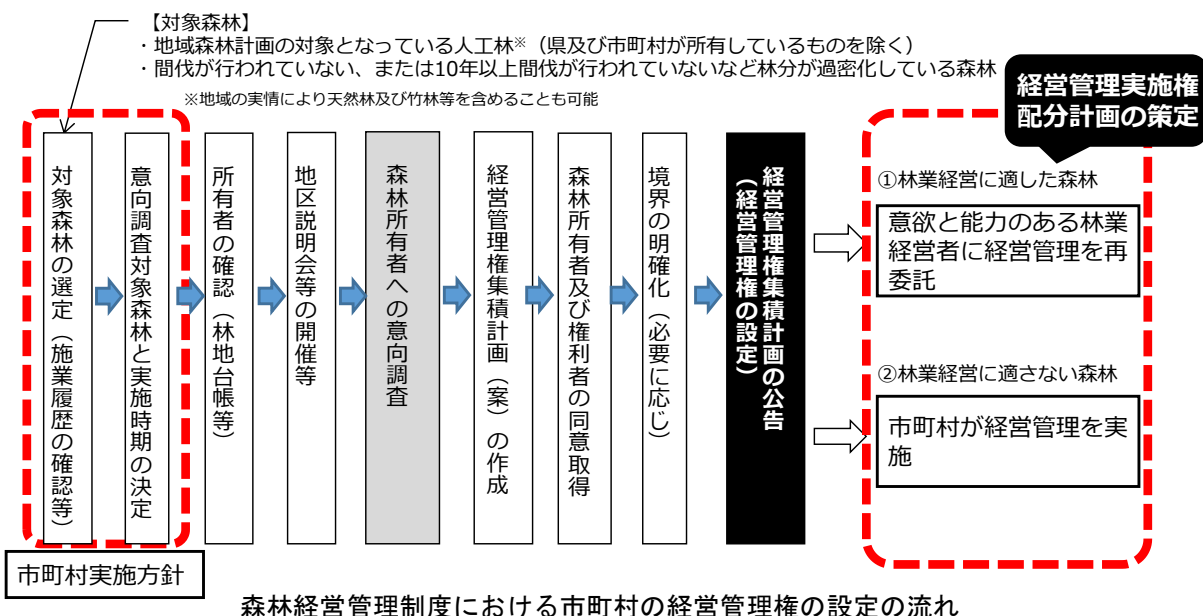 【対象森林】
・地域森林計画の対象となっている人工林※（県及び市町村が所有しているものを除く）
・間伐が行われていない、または10年以上間伐が行われていないなど林分が過密化している森林
※地域の実情により天然林及び竹林等を含めることも可能
経営管理実施権
配分計画の策定
対象森林の選定（施業履歴の確認等）
意向調査対象森林と実施時期の決定
所有者の確認（林地台帳等）
地区説明会等の開催等
森林所有者への意向調査
経営管理権集積計画（案）の作成
森林所有者及び権利者の同意取得
境界の明確化（必要に応じ）
経営管理権集積計画の公告
（経営管理権の設定）
①林業経営に適した森林
意欲と能力のある林業
経営者に経営管理を再
委託
②林業経営に適さない森林
市町村が経営管理を実
施
市町村実施方針
森林経営管理制度における市町村の経営管理権の設定の流れ